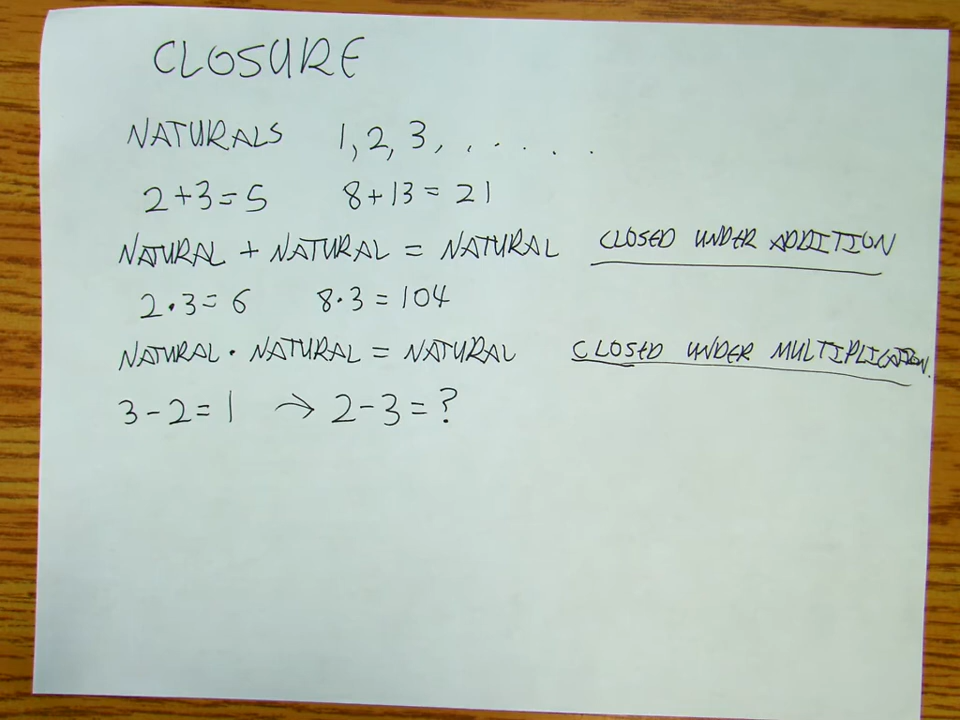 CLOSURE
NATURALS 1, 2, 3, , . . . . .
2+3=5 8+13=21
NATURAL + NATURAL = NATURAL CLOSED UNDER ADDITION
2·3=6 8·3=104
NATURAL · NATURAL = NATURAL CLOSED UNDER MULTIPLICATION.
3-2=1 → 2-3=?